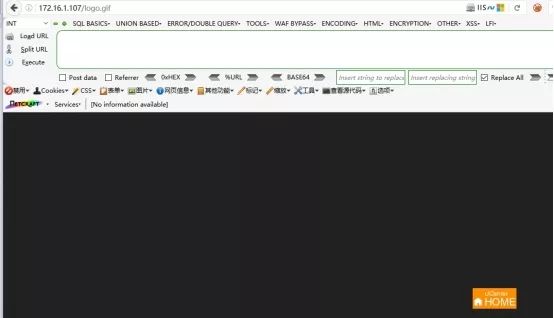 172.16.1.107/logo.gif
IIS
INT
SQL BASICS▾ UNION BASED▾ ERROR/DOUBLE QUERY▾ TOOLS▾ WAF BYPASS▾ ENCODING▾ HTML▾ ENCRYPTION▾ OTHER▾ XSS▾ LFI▾
Load URL
Split URL
Execute
Post data Referrer 0xHEX %URL BASE64 Insert string to replace Insert replacing string Replace All
禁用▾ Cookies▾ CSS▾ 表单▾ 图片▾ 网页信息▾ 其他功能▾ 标记▾ 缩放▾ 工具▾ 查看源代码▾ 选项▾
NETCRAFT Services▾ [No information available]
UCenter
HOME